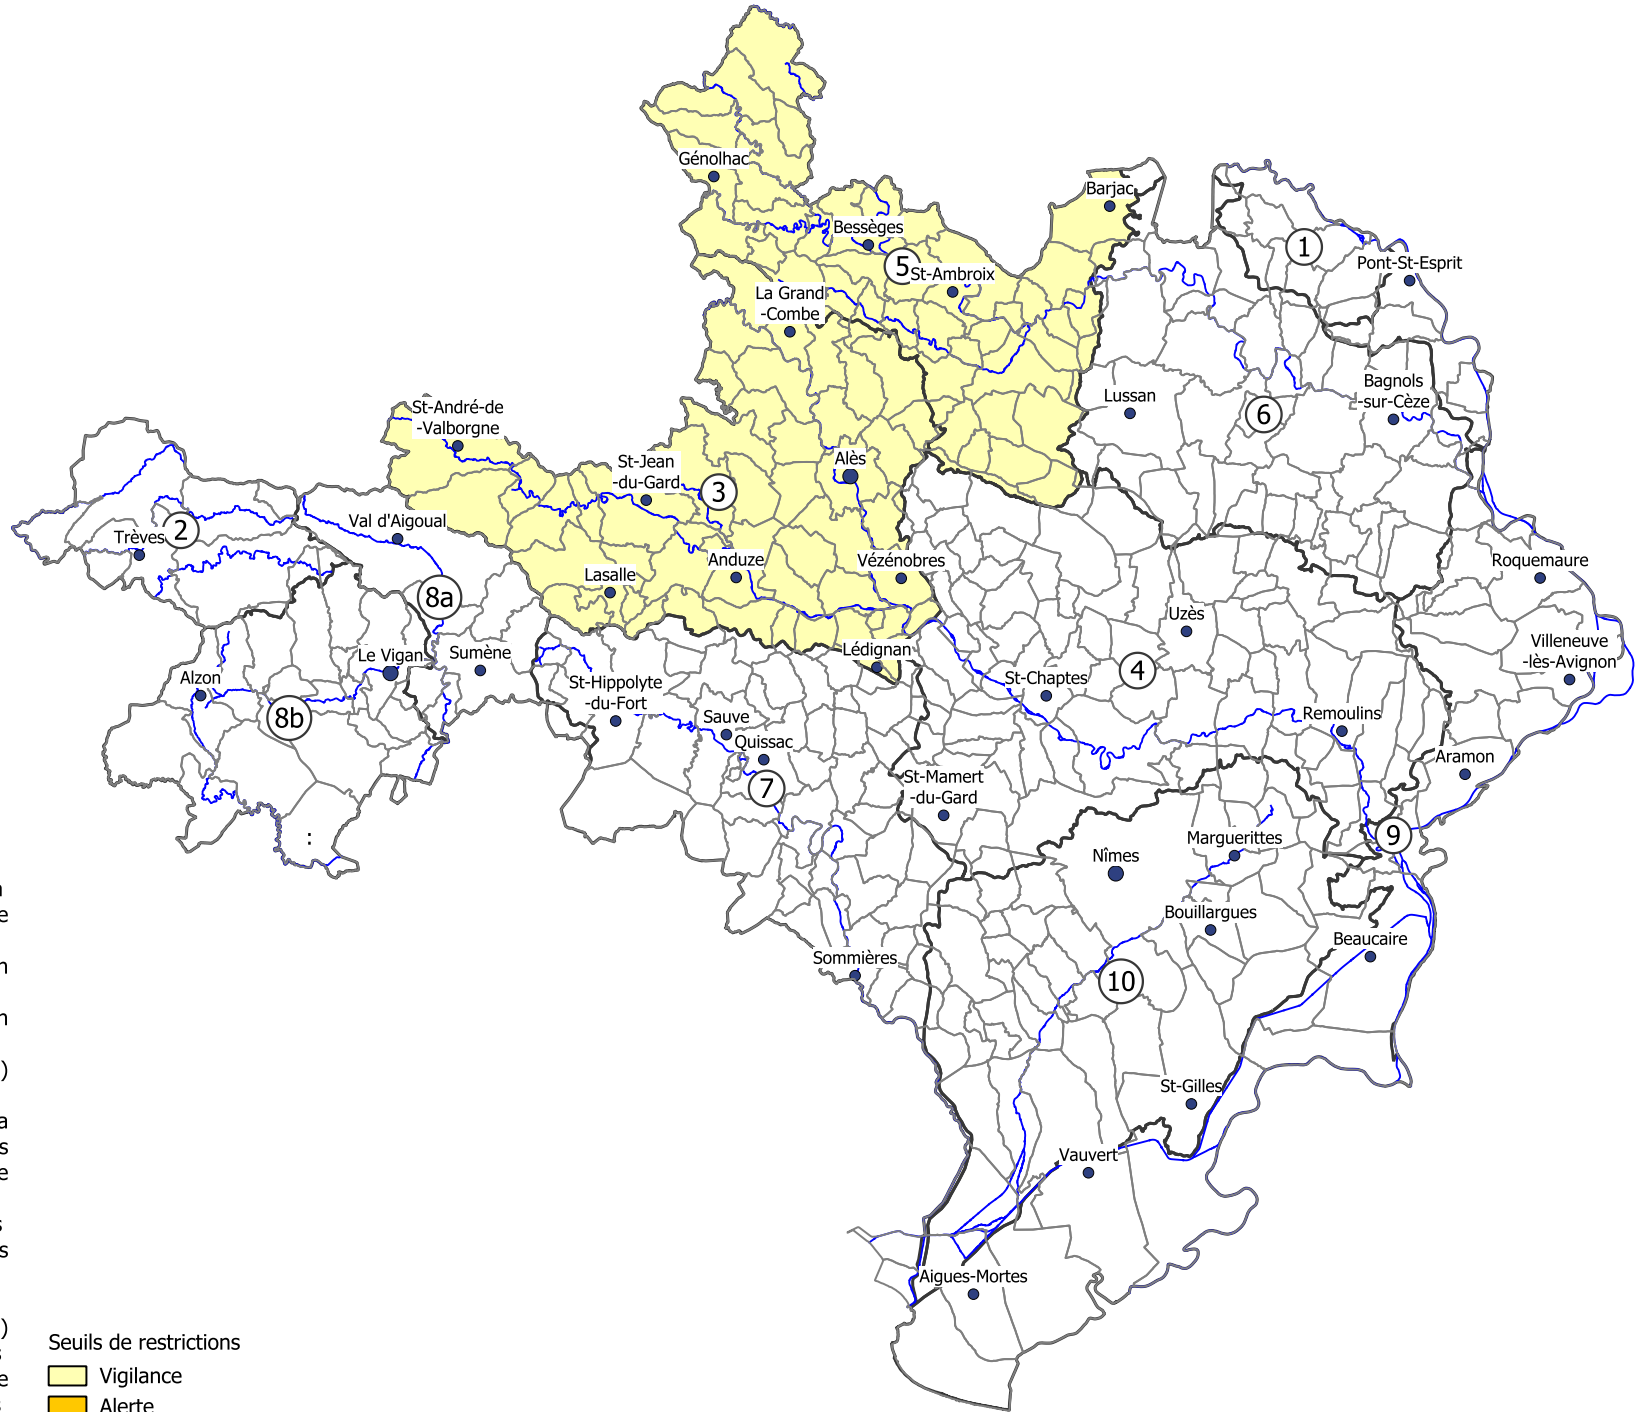 Génolhac
Barjac
Bessèges
1
5
St-Ambroix
Pont-St-Esprit
La Grand
-Combe
Lussan
Bagnols
-sur-Cèze
6
St-André-de
-Valborgne
Alès
St-Jean
-du-Gard
3
2
Val d'Aigoual
Trèves
Anduze
Vézénobres
Roquemaure
Lasalle
8a
Uzès
Villeneuve
-lès-Avignon
Lédignan
Le Vigan
Sumène
4
Alzon
St-Chaptes
St-Hippolyte
-du-Fort
8b
Sauve
Remoulins
Quissac
Aramon
St-Mamert
-du-Gard
7
:
Marguerittes
9
Nîmes
Bouillargues
Beaucaire
Sommières
10
St-Gilles
Vauvert
Aigues-Mortes
n
e
n
n
)
a
s
e
s
s
)
s
e
s
Seuils de restrictions
Vigilance
Alerte